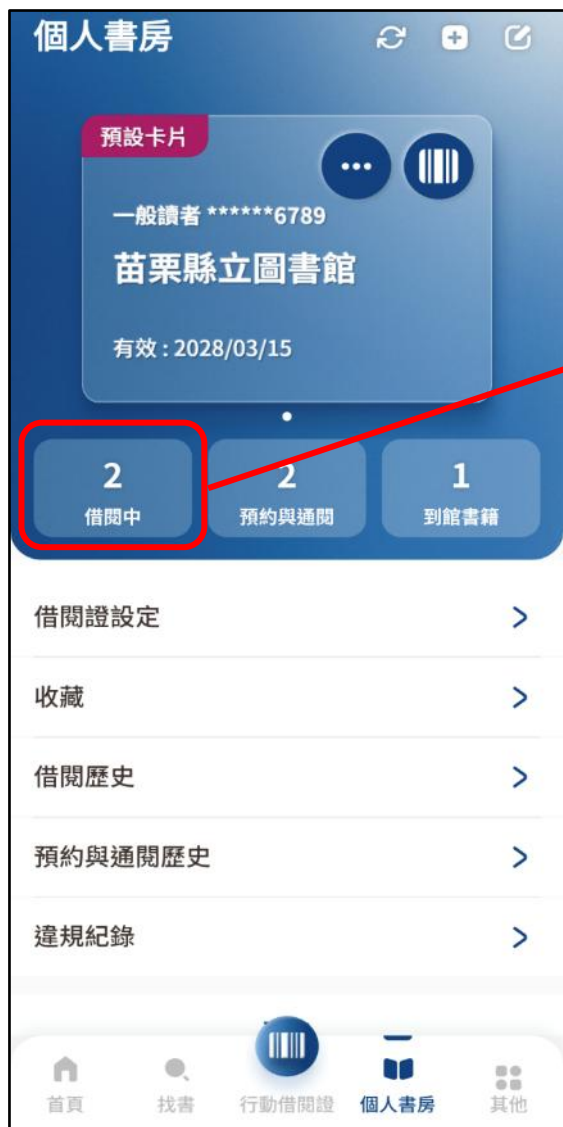 個人書房
預設卡片
一般讀者 ******6789
苗栗縣立圖書館
有效 : 2028/03/15
2
借閱中
2
預約與通閱
1
到館書籍
借閱證設定
收藏
借閱歷史
預約與通閱歷史
違規紀錄
首頁
找書
行動借閱證
個人書房
其他